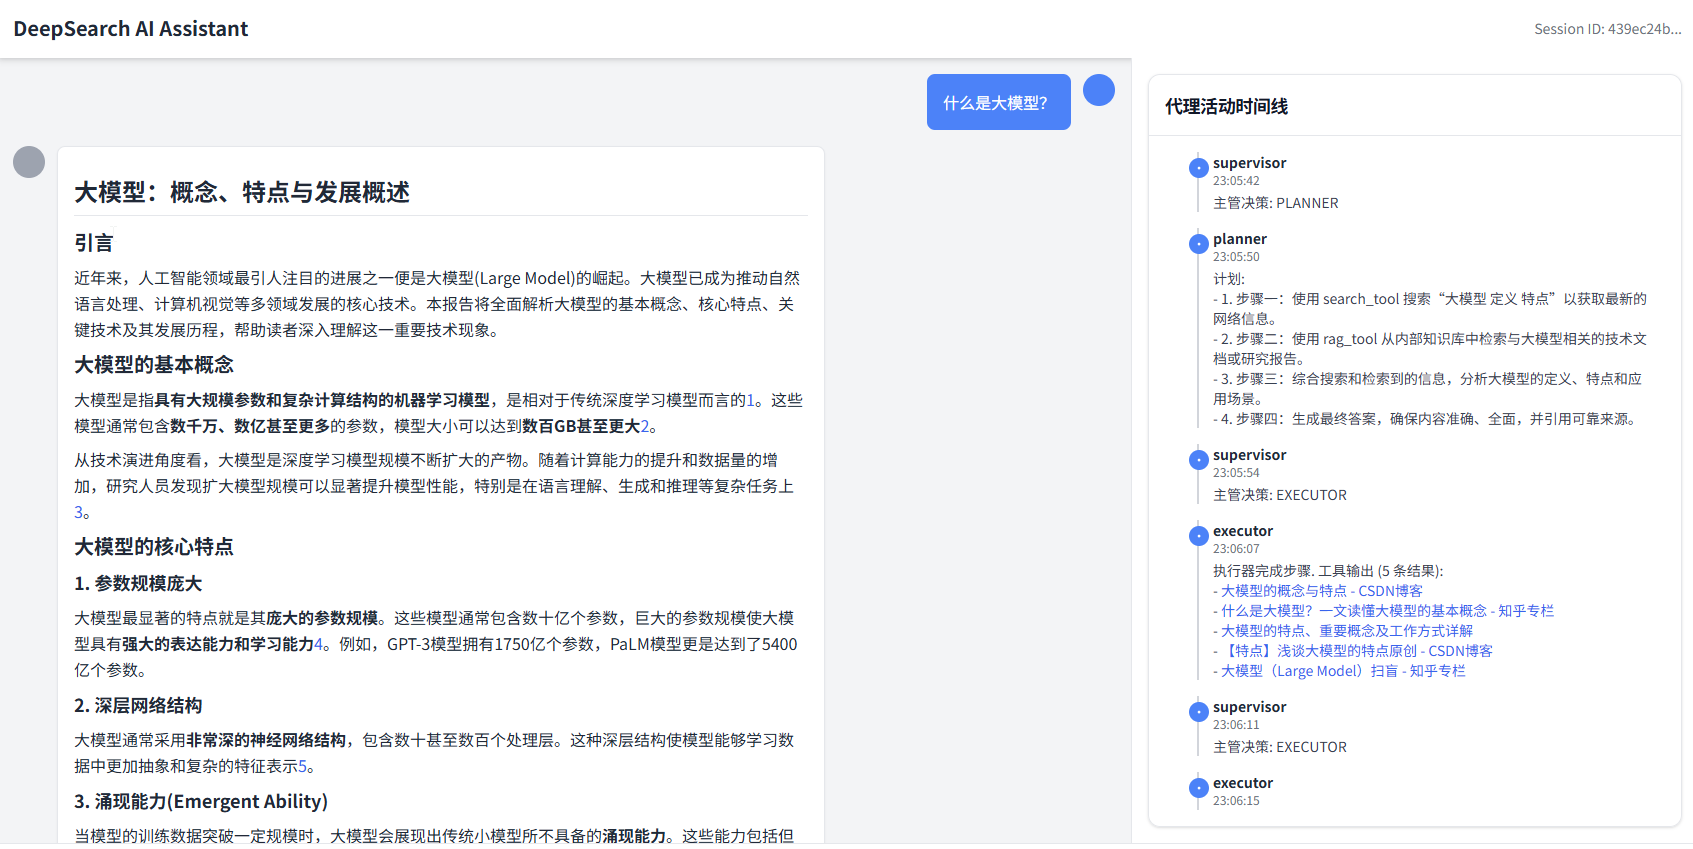 DeepSearch AI Assistant
Session ID: 439ec24b...
什么是大模型？
大模型：概念、特点与发展概述
引言
近年来，人工智能领域最引人注目的进展之一便是大模型(Large Model)的崛起。大模型已成为推动自然
语言处理、计算机视觉等多领域发展的核心技术。本报告将全面解析大模型的基本概念、核心特点、关
键技术及其发展历程，帮助读者深入理解这一重要技术现象。
大模型的基本概念
大模型是指具有大规模参数和复杂计算结构的机器学习模型，是相对于传统深度学习模型而言的1。这些
模型通常包含数千万、数亿甚至更多的参数，模型大小可以达到数百GB甚至更大2。
从技术演进角度看，大模型是深度学习模型规模不断扩大的产物。随着计算能力的提升和数据量的增
加，研究人员发现扩大模型规模可以显著提升模型性能，特别是在语言理解、生成和推理等复杂任务上
3。
大模型的核心特点
1. 参数规模庞大
大模型最显著的特点就是其庞大的参数规模。这些模型通常包含数十亿个参数，巨大的参数规模使大模
型具有强大的表达能力和学习能力4。例如，GPT-3模型拥有1750亿个参数，PaLM模型更是达到了5400
亿个参数。
2. 深层网络结构
大模型通常采用非常深的神经网络结构，包含数十甚至数百个处理层。这种深层结构使模型能够学习数
据中更加抽象和复杂的特征表示5。
3. 涌现能力(Emergent Ability)
当模型的训练数据突破一定规模时，大模型会展现出传统小模型所不具备的涌现能力。这些能力包括但
代理活动时间线
supervisor
23:05:42
主管决策: PLANNER
planner
23:05:50
计划:
- 1. 步骤一：使用 search_tool 搜索“大模型 定义 特点”以获取最新的
网络信息。
- 2. 步骤二：使用 rag_tool 从内部知识库中检索与大模型相关的技术文
档或研究报告。
- 3. 步骤三：综合搜索和检索到的信息，分析大模型的定义、特点和应
用场景。
- 4. 步骤四：生成最终答案，确保内容准确、全面，并引用可靠来源。
supervisor
23:05:54
主管决策: EXECUTOR
executor
23:06:07
执行器完成步骤. 工具输出 (5 条结果):
- 大模型的概念与特点 - CSDN博客
- 什么是大模型？一文读懂大模型的基本概念 - 知乎专栏
- 大模型的特点、重要概念及工作方式详解
- 【特点】浅谈大模型的特点原创 - CSDN博客
- 大模型（Large Model）扫盲 - 知乎专栏
supervisor
23:06:11
主管决策: EXECUTOR
executor
23:06:15